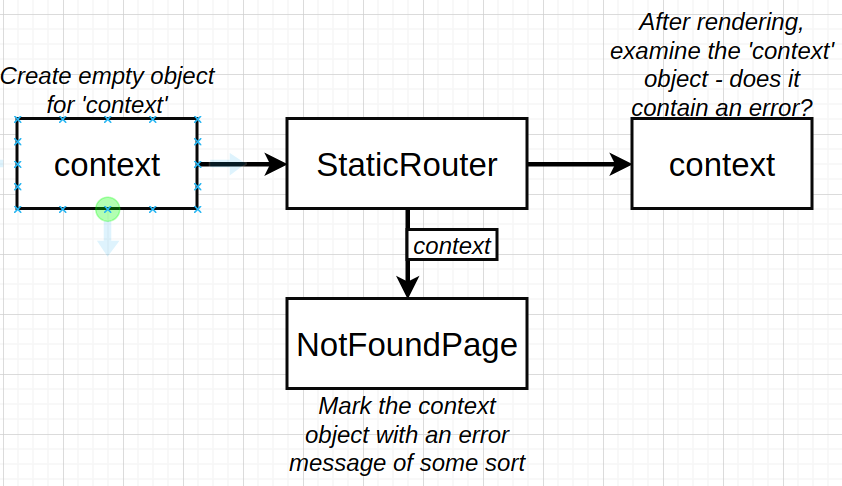 Create empty object
for 'context'
context
StaticRouter
After rendering,
examine the 'context'
object - does it
contain an error?
context
context
NotFoundPage
Mark the context
object with an error
message of some sort